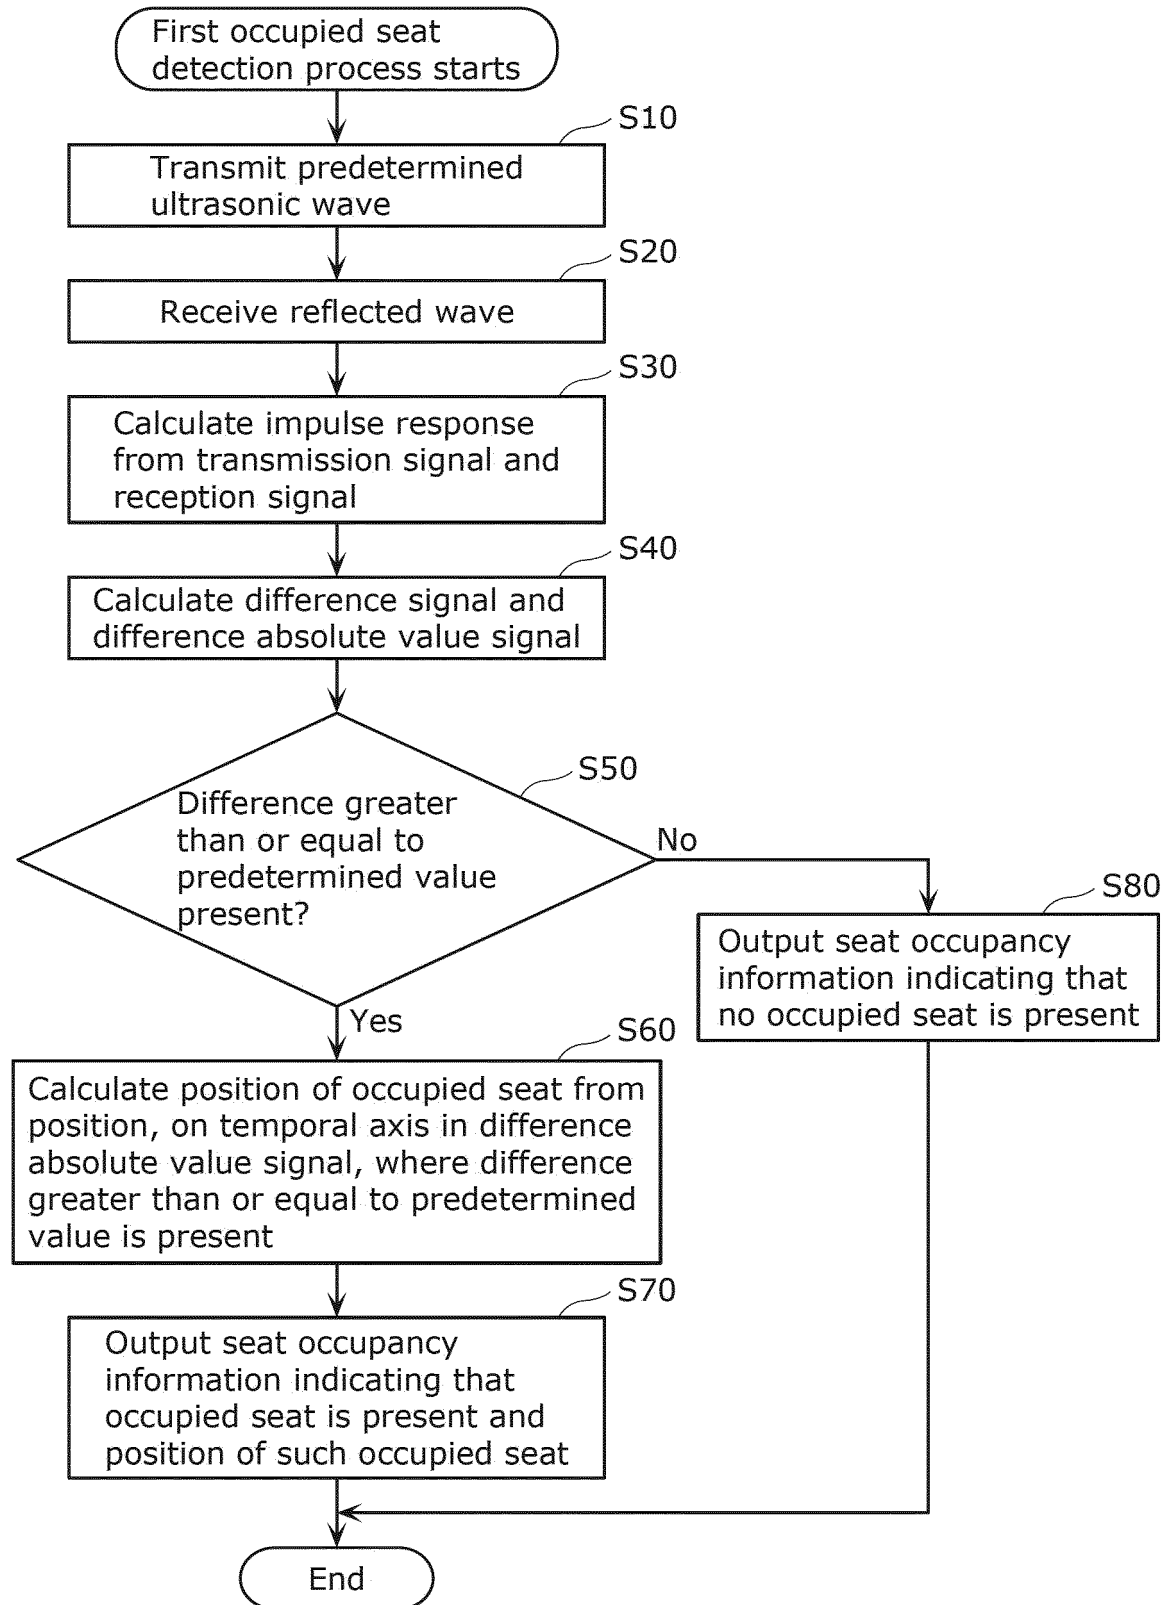 First occupied seat
detection process starts
S10
Transmit predetermined
ultrasonic wave
S20
Receive reflected wave
S30
Calculate impulse response
from transmission signal and
reception signal
S40
Calculate difference signal and
difference absolute value signal
S50
Difference greater
than or equal to
predetermined value
present?
No
S80
Output seat occupancy
information indicating that
no occupied seat is present
Yes
S60
Calculate position of occupied seat from
position, on temporal axis in difference
absolute value signal, where difference
greater than or equal to predetermined
value is present
S70
Output seat occupancy
information indicating that
occupied seat is present and
position of such occupied seat
End